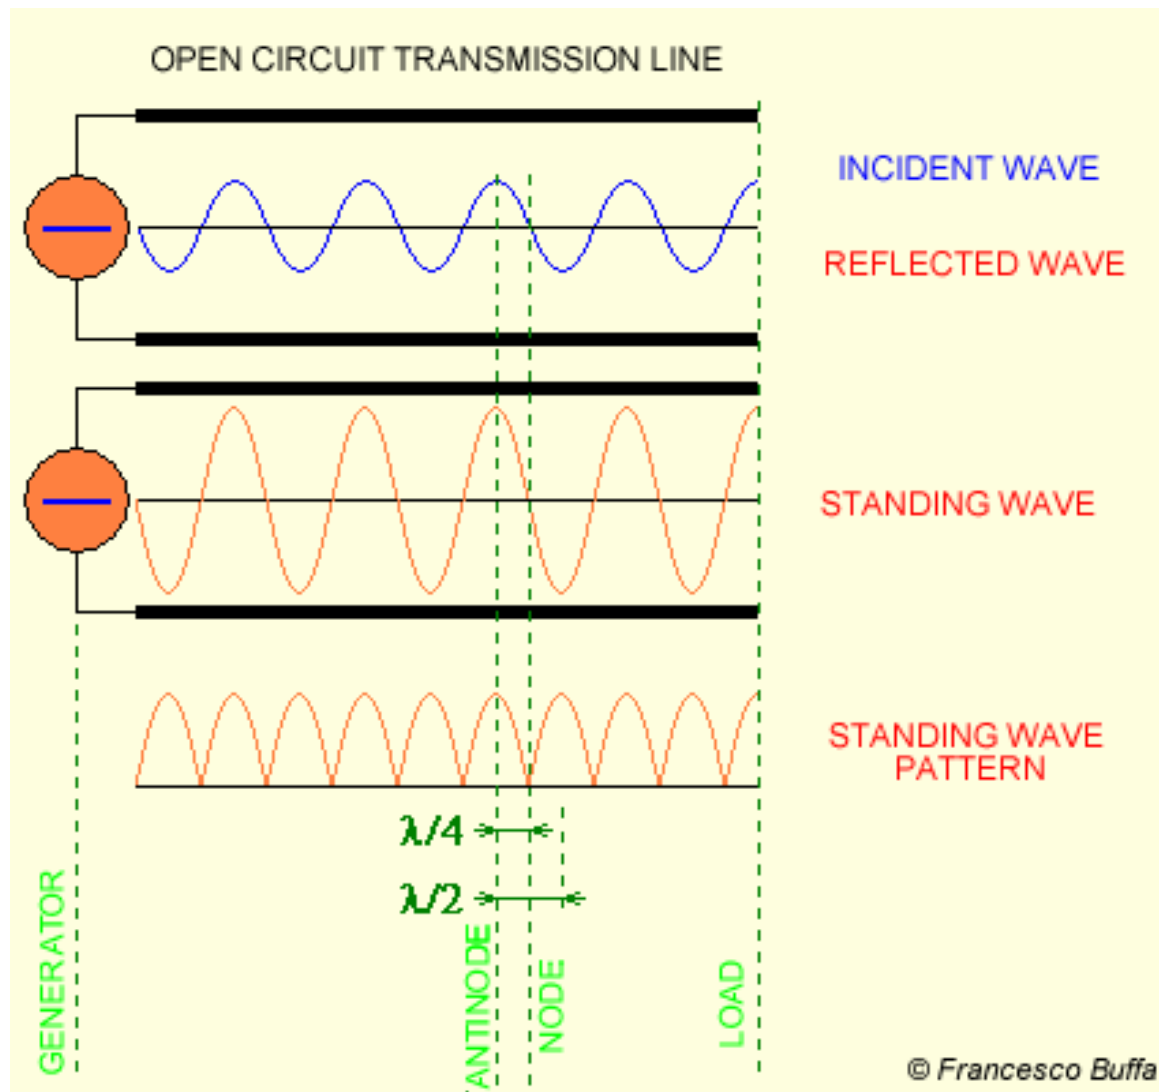 OPEN CIRCUIT TRANSMISSION LINE
INCIDENT WAVE
REFLECTED WAVE
STANDING WAVE
STANDING WAVE
PATTERN
λ/4
λ/2
GENERATOR
ANTINODE
NODE
LOAD
© Francesco Buffa